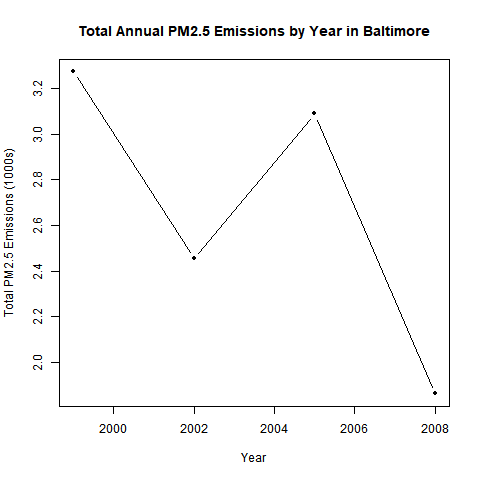 Total Annual PM2.5 Emissions by Year in Baltimore
Total PM2.5 Emissions (1000s)
3.2
3.0
2.8
2.6
2.4
2.2
2.0
2000 2002 2004 2006 2008
Year